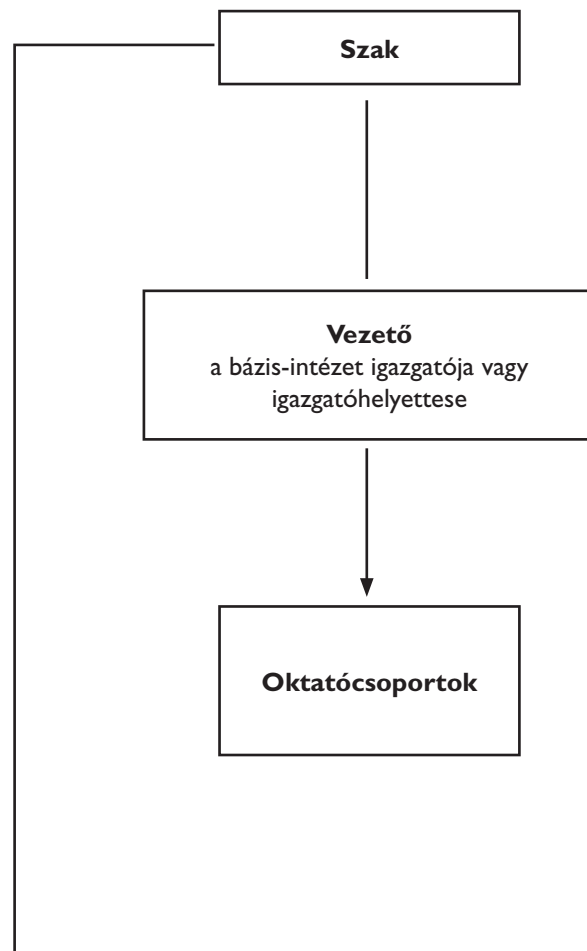 Szak
Vezető
a bázis-intézet igazgatója vagy
igazgatóhelyettese
Oktatócsoportok